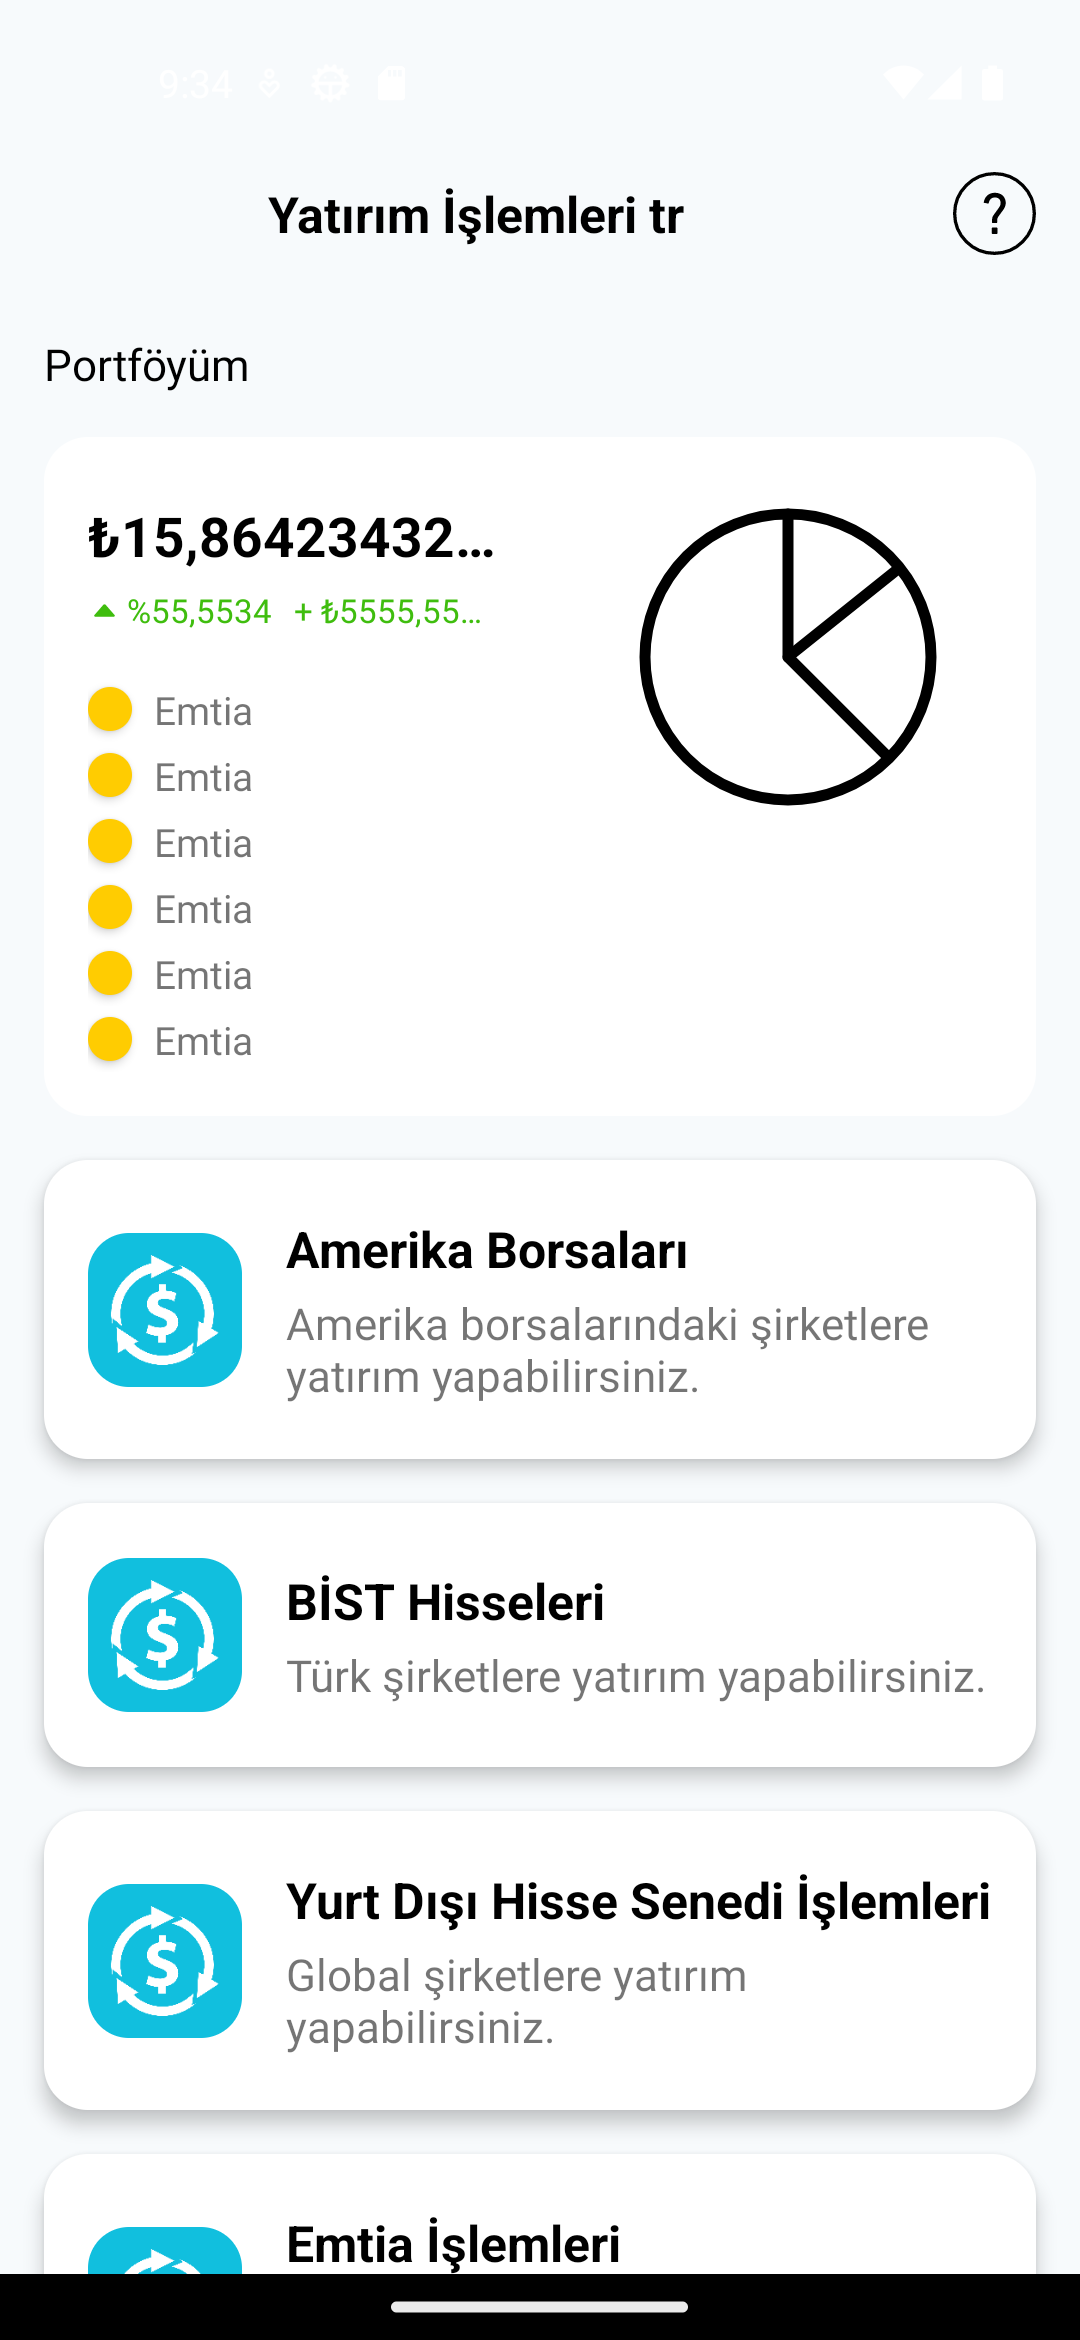 9:34
Yatırım İşlemleri tr
?
Portföyüm
₺15,86423432...
%55,5534 + ₺5555,55...
Emtia
Emtia
Emtia
Emtia
Emtia
Emtia
Amerika Borsaları
Amerika borsalarındaki şirketlere
yatırım yapabilirsiniz.
$
BİST Hisseleri
Türk şirketlere yatırım yapabilirsiniz.
$
Yurt Dışı Hisse Senedi İşlemleri
Global şirketlere yatırım
yapabilirsiniz.
$
Emtia İşlemleri